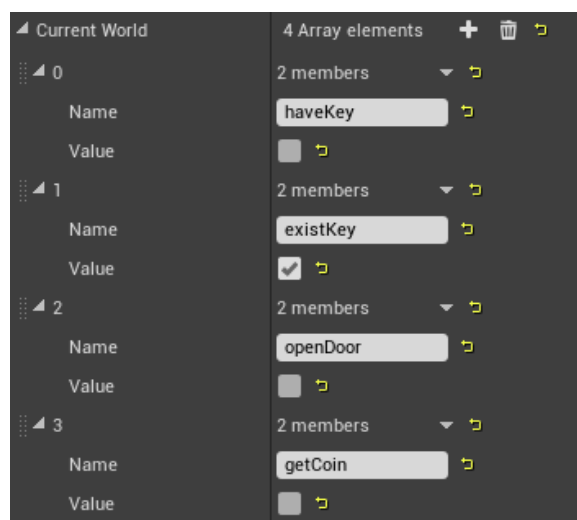 Current World 4 Array elements
0 2 members
Name haveKey
Value
1 2 members
Name existKey
Value
2 2 members
Name openDoor
Value
3 2 members
Name getCoin
Value